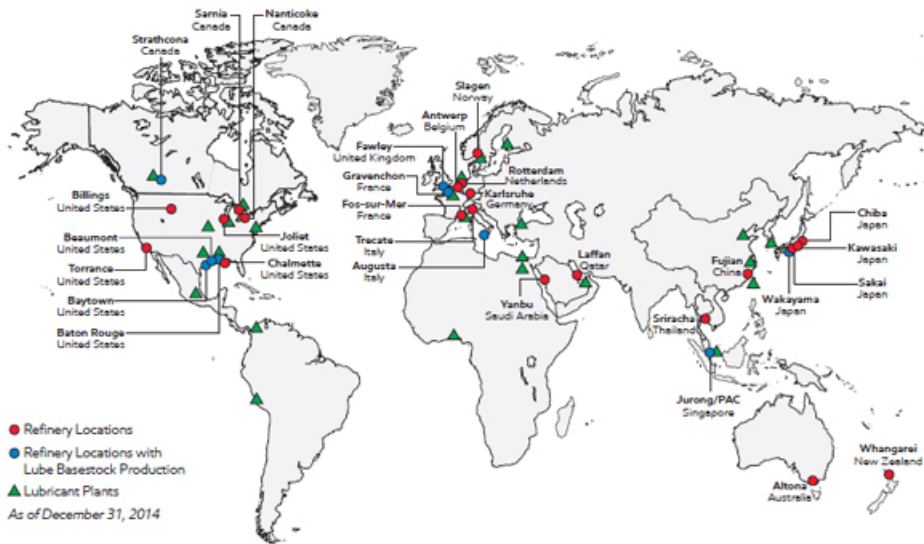 Sarnia
Canada
Nanticoke
Canada
Strathcona
Canada
Slagen
Norway
Antwerp
Belgium
Fawley
United Kingdom
Gravenchon
France
Fos-sur-Mer
France
Rotterdam
Netherlands
Karlsruhe
Germany
Billings
United States
Beaumont
United States
Joliet
United States
Torrance
United States
Chalmette
United States
Baytown
United States
Baton Rouge
United States
Trecate
Italy
Augusta
Italy
Laffan
Qatar
Yanbu
Saudi Arabia
Fujian
China
Chiba
Japan
Kawasaki
Japan
Sakai
Japan
Wakayama
Japan
Sriracha
Thailand
Jurong/PAC
Singapore
Whangarei
New Zealand
Altona
Australia
Refinery Locations
Refinery Locations with
Lube Basestock Production
Lubricant Plants
As of December 31, 2014